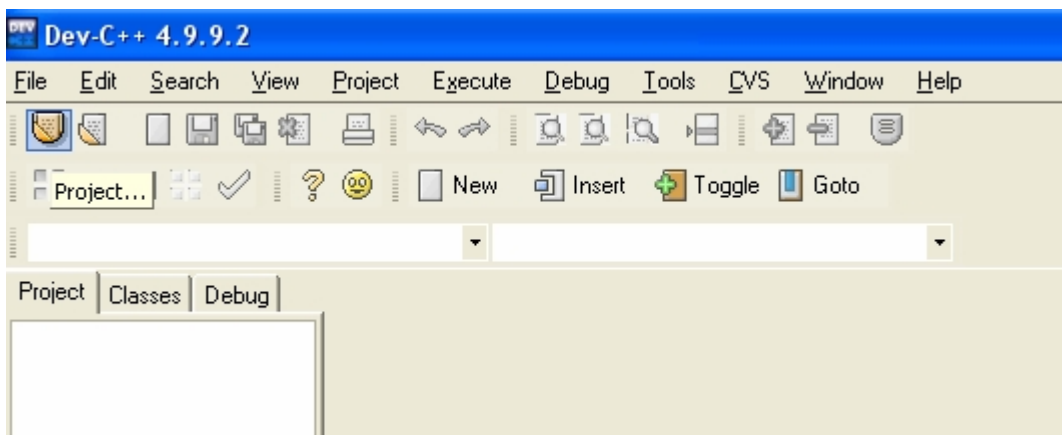 Dev-C++ 4.9.9.2
File Edit Search View Project Execute Debug Tools CVS Window Help
Project... New Insert Toggle Goto
Project Classes Debug